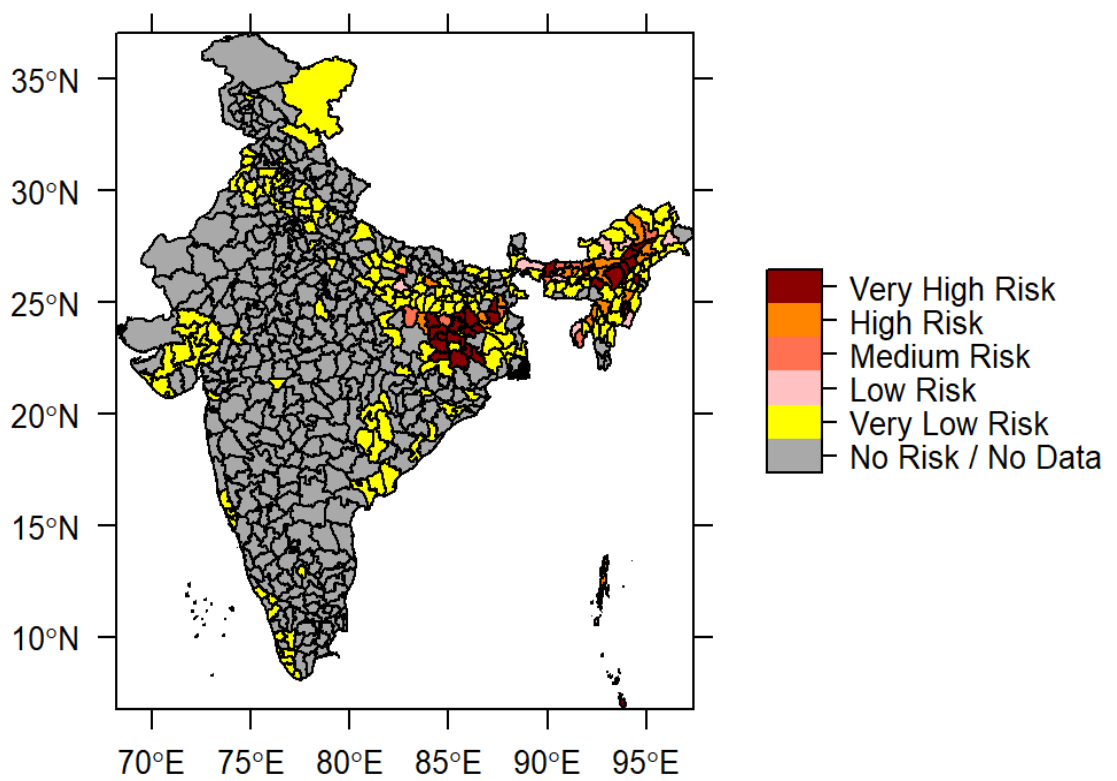 35°N
30°N
25°N
20°N
15°N
10°N
70°E 75°E 80°E 85°E 90°E 95°E
Very High Risk
High Risk
Medium Risk
Low Risk
Very Low Risk
No Risk / No Data